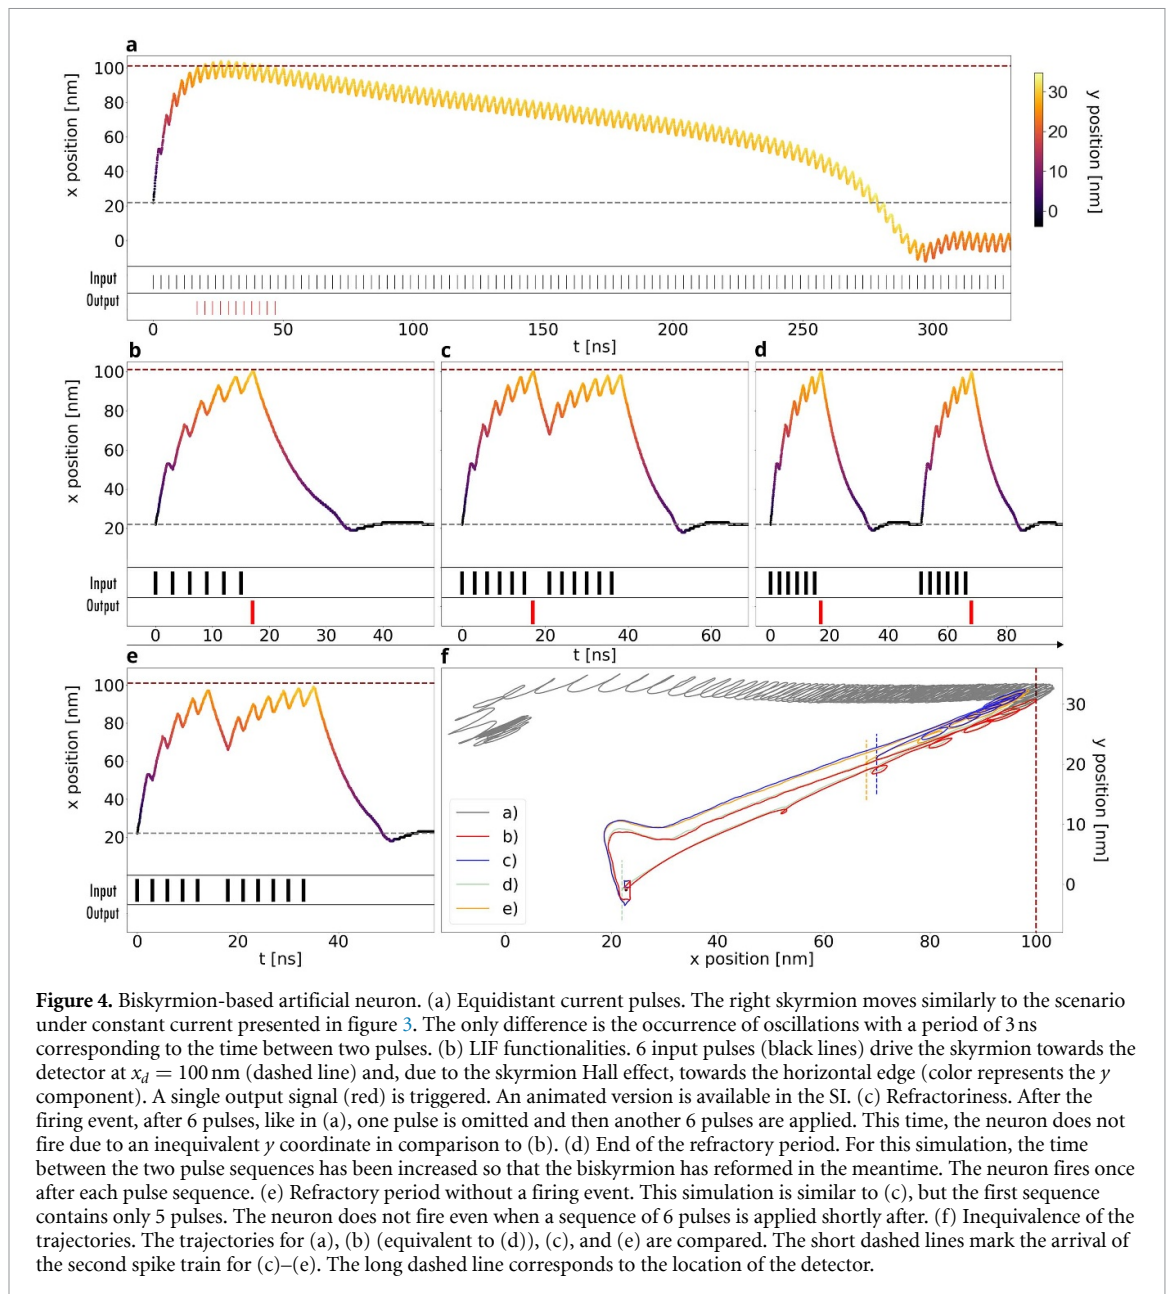 a
x position [nm]
100
80
60
40
20
0
30
20
10
0
y position [nm]
Input
Output
0 50 100 150 200 250 300
t [ns]
b
x position [nm]
100
80
60
40
20
Input
Output
0 10 20 30 40
c
0 20 40 60
t [ns]
d
0 20 40 60 80
e
x position [nm]
100
80
60
40
20
Input
Output
0 20 40
t [ns]
f
a)
b)
c)
d)
e)
30
20
10
0
y position [nm]
0 20 40 60 80 100
x position [nm]
Figure 4. Biskyrmion-based artificial neuron. (a) Equidistant current pulses. The right skyrmion moves similarly to the scenario
under constant current presented in figure 3. The only difference is the occurrence of oscillations with a period of 3 ns
corresponding to the time between two pulses. (b) LIF functionalities. 6 input pulses (black lines) drive the skyrmion towards the
detector at x_d = 100 nm (dashed line) and, due to the skyrmion Hall effect, towards the horizontal edge (color represents the y
component). A single output signal (red) is triggered. An animated version is available in the SI. (c) Refractoriness. After the
firing event, after 6 pulses, like in (a), one pulse is omitted and then another 6 pulses are applied. This time, the neuron does not
fire due to an inequivalent y coordinate in comparison to (b). (d) End of the refractory period. For this simulation, the time
between the two pulse sequences has been increased so that the biskyrmion has reformed in the meantime. The neuron fires once
after each pulse sequence. (e) Refractory period without a firing event. This simulation is similar to (c), but the first sequence
contains only 5 pulses. The neuron does not fire even when a sequence of 6 pulses is applied shortly after. (f) Inequivalence of the
trajectories. The trajectories for (a), (b) (equivalent to (d)), (c), and (e) are compared. The short dashed lines mark the arrival of
the second spike train for (c)–(e). The long dashed line corresponds to the location of the detector.